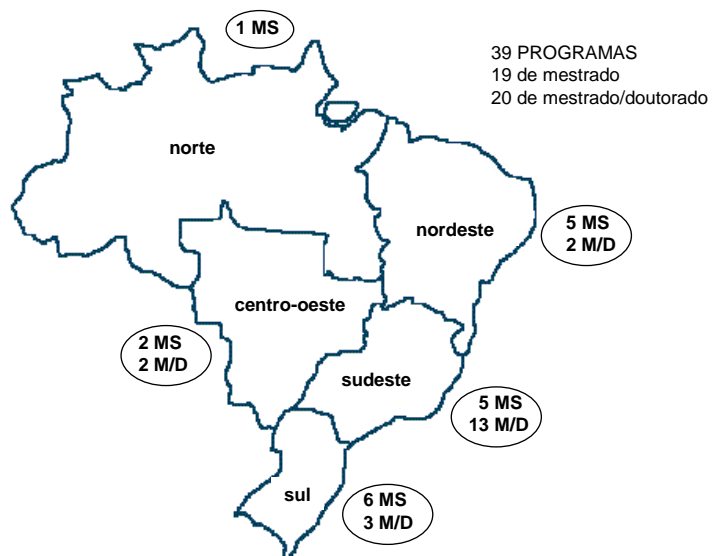 1 MS
39 PROGRAMAS
19 de mestrado
20 de mestrado/doutorado
norte
nordeste
5 MS
2 M/D
centro-oeste
2 MS
2 M/D
sudeste
5 MS
13 M/D
sul
6 MS
3 M/D